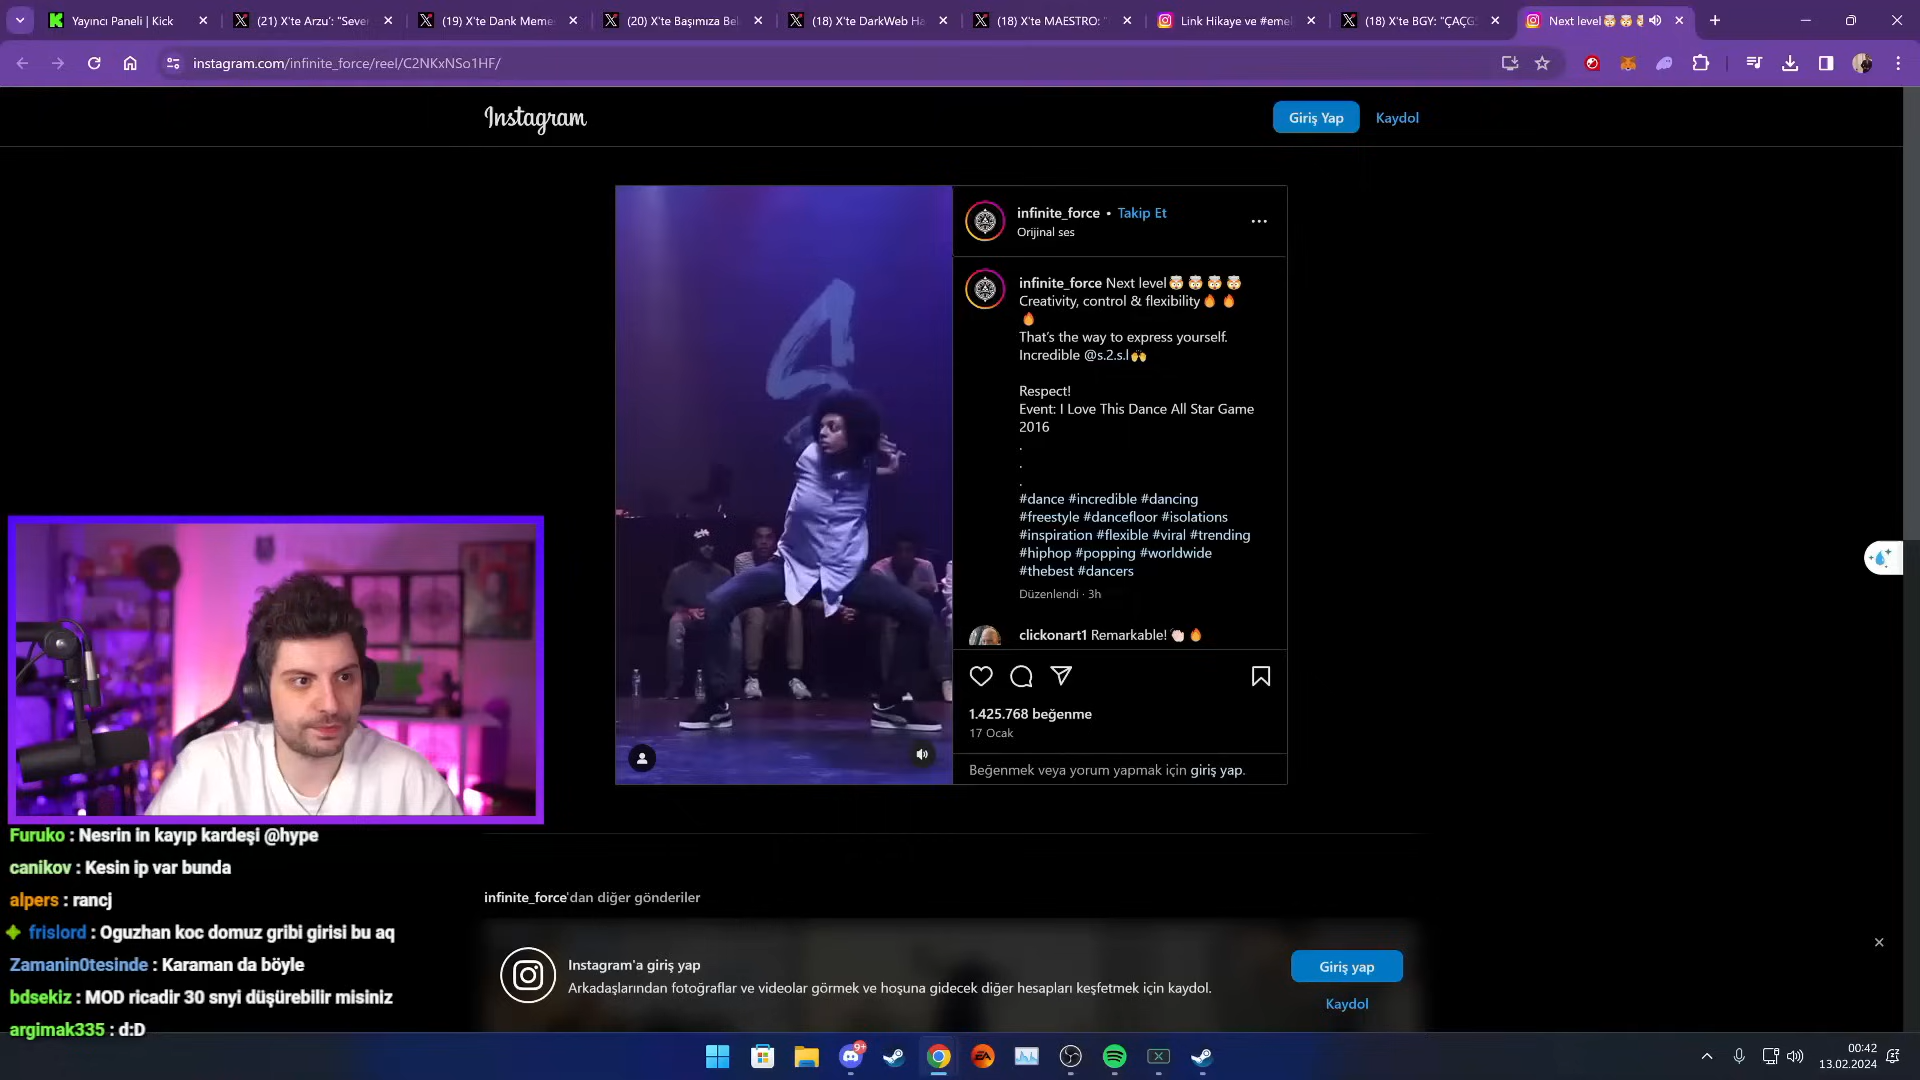 Yayıncı Paneli | Kick
(21) X'te Arzu': "Sever
(19) X'te Dank Meme
(20) X'te Başımıza Bel
(18) X'te DarkWeb Ha
(18) X'te MAESTRO: "
Link Hikaye ve #emel
(18) X'te BGY: "ÇAÇG
Next level🤯🤯
instagram.com/infinite_force/reel/C2NKxNSo1HF/
Instagram
Giriş Yap
Kaydol
infinite_force • Takip Et
Orijinal ses
infinite_force Next level🤯🤯🤯🤯
Creativity, control & flexibility🔥🔥
🔥
That's the way to express yourself.
Incredible @s.2.s.l🙌
Respect!
Event: I Love This Dance All Star Game
2016
.
.
.
#dance #incredible #dancing
#freestyle #dancefloor #isolations
#inspiration #flexible #viral #trending
#hiphop #popping #worldwide
#thebest #dancers
Düzenlendi · 3h
clickonart1 Remarkable!👏🏻🔥
1.425.768 beğenme
17 Ocak
Beğenmek veya yorum yapmak için giriş yap.
Furuko : Nesrin in kayıp kardeşi @hype
canikov : Kesin ip var bunda
alpers : rancj
frislord : Oguzhan koc domuz gribi girisi bu aq
Zamanin0tesinde : Karaman da böyle
bdsekiz : MOD ricadir 30 snyi düşürebilir misiniz
argimak335 : d:D
infinite_force'dan diğer gönderiler
Instagram'a giriş yap
Arkadaşlarından fotoğraflar ve videolar görmek ve hoşuna gidecek diğer hesapları keşfetmek için kaydol.
Giriş yap
Kaydol
9+
EA
00:42
13.02.2024